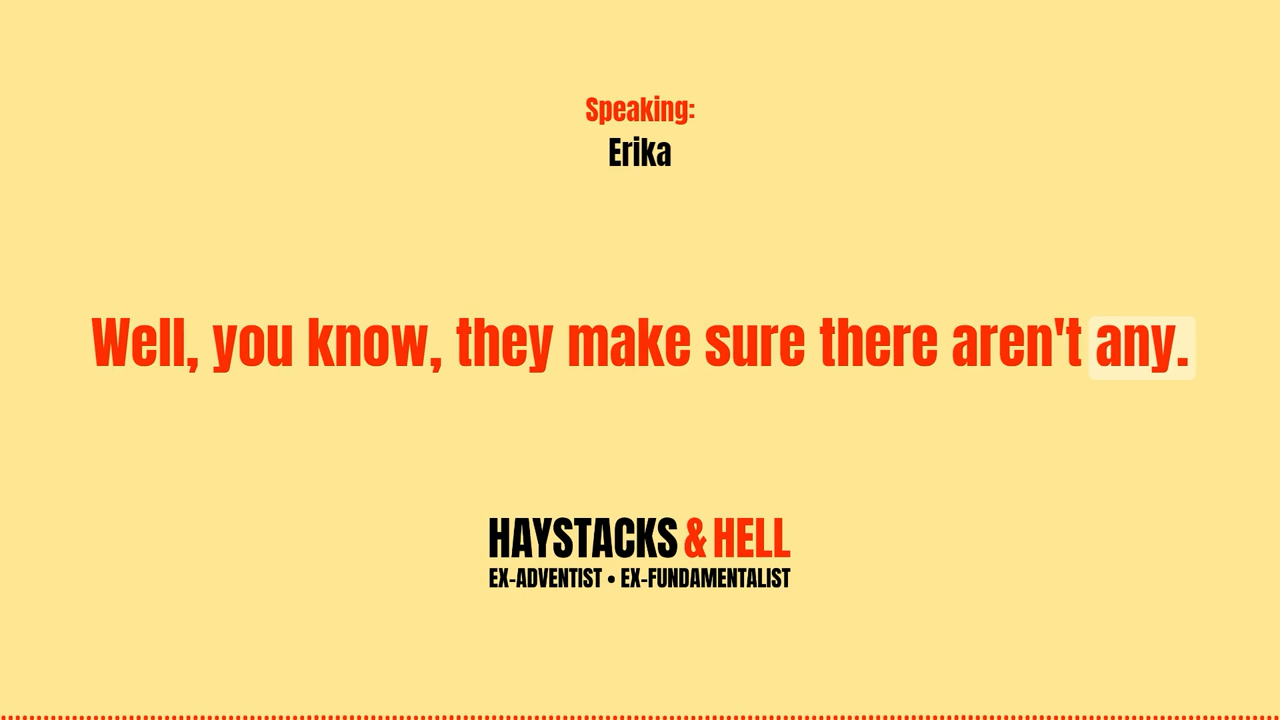 Speaking:
Erika
Well, you know, they make sure there aren't any.
HAYSTACKS & HELL
EX-ADVENTIST • EX-FUNDAMENTALIST